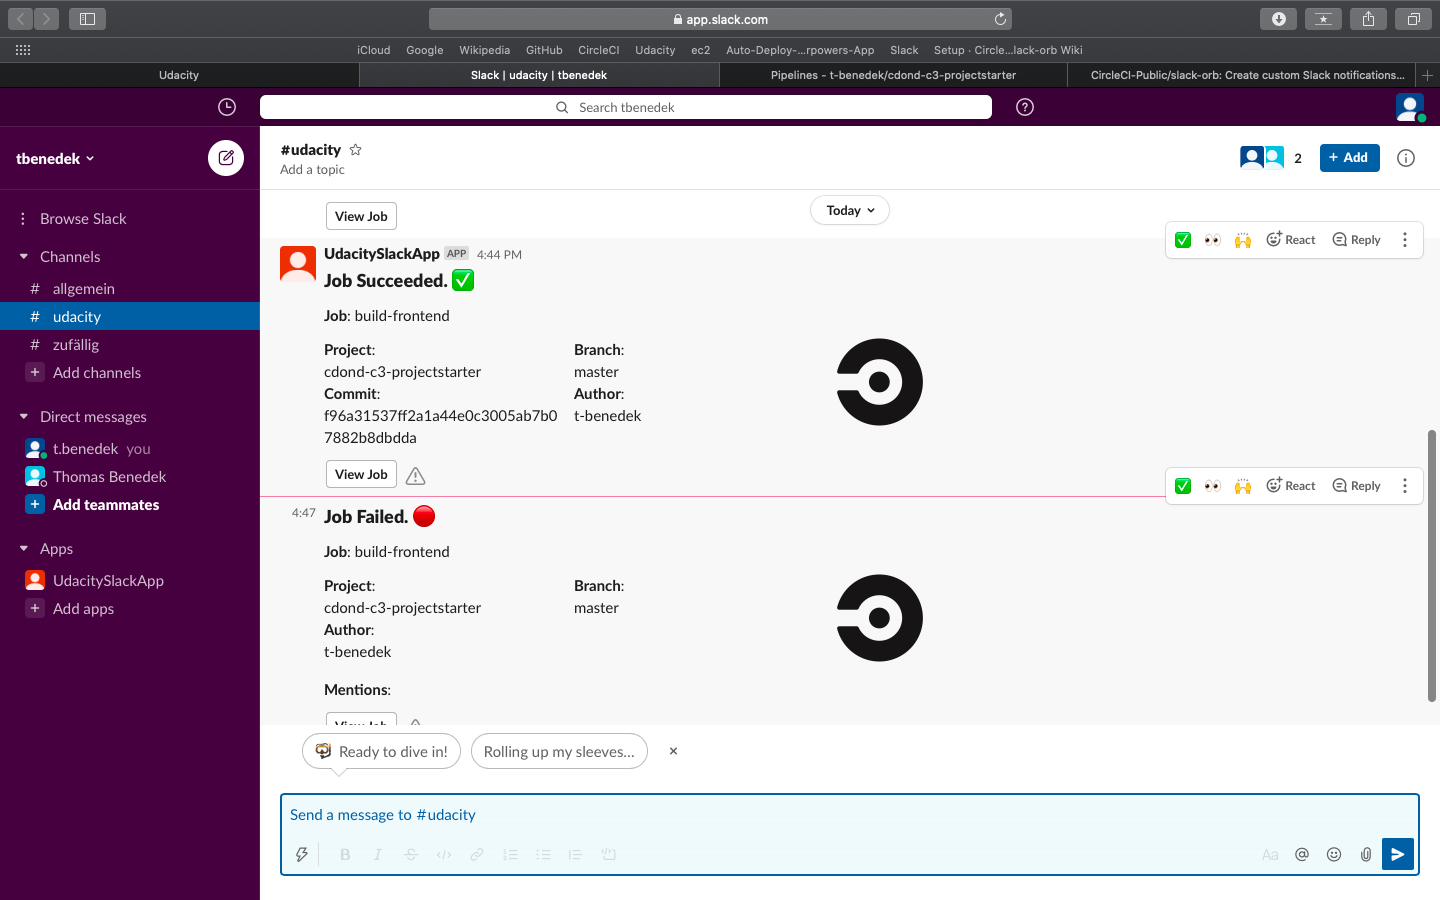 app.slack.com
iCloud Google Wikipedia GitHub CircleCI Udacity ec2 Auto-Deploy-...rpowers-App Slack Setup · Circle...lack-orb Wiki
Udacity
Slack | udacity | tbenedek
Pipelines - t-benedek/cdond-c3-projectstarter
CircleCI-Public/slack-orb: Create custom Slack notifications...
Search tbenedek
tbenedek
Browse Slack
Channels
# allgemein
# udacity
# zufällig
+ Add channels
Direct messages
t.benedek you
Thomas Benedek
+ Add teammates
Apps
UdacitySlackApp
+ Add apps
#udacity
Add a topic
2
+ Add
View Job
Today
UdacitySlackApp APP 4:44 PM
React Reply
Job Succeeded.
Job: build-frontend
Project:
cdond-c3-projectstarter
Branch:
master
Commit:
f96a31537ff2a1a44e0c3005ab7b0
7882b8dbdda
Author:
t-benedek
View Job
React Reply
4:47 Job Failed.
Job: build-frontend
Project:
cdond-c3-projectstarter
Branch:
master
Author:
t-benedek
Mentions:
View Job
Ready to dive in!
Rolling up my sleeves...
Send a message to #udacity
B I S
Aa @